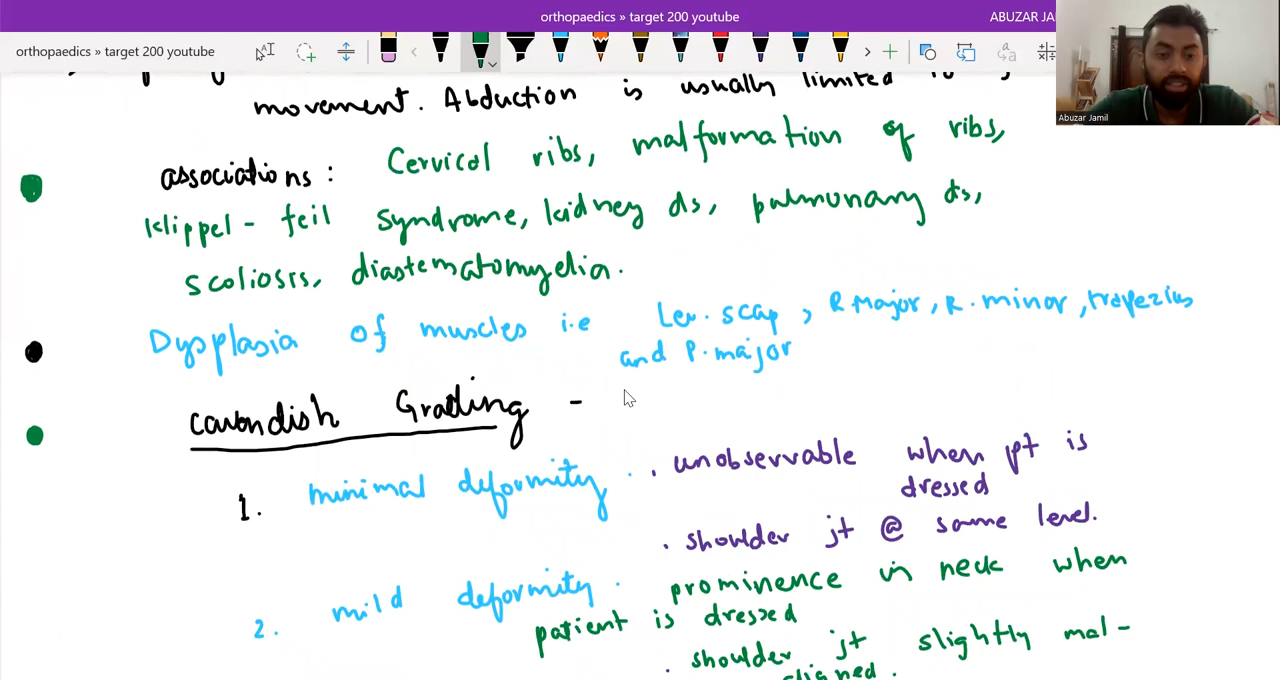 orthopaedics » target 200 youtube
ABUZAR JA
orthopaedics » target 200 youtube
Abuzar Jamil
movement. Abduction is usually limited
associations : Cervical ribs, malformation of ribs,
Klippel - feil syndrome, kidney ds, pulmonary ds,
scoliosis, diastematomyelia.
Dysplasia of muscles i.e Lev. scap, R Major, R. minor, trapezius
and P. major
Cavendish Grading -
1. minimal deformity . . unobservable when pt is
dressed
. shoulder jt @ same level.
2. mild deformity . prominence in neck when
patient is dressed
. shoulder jt slightly mal-
aligned.